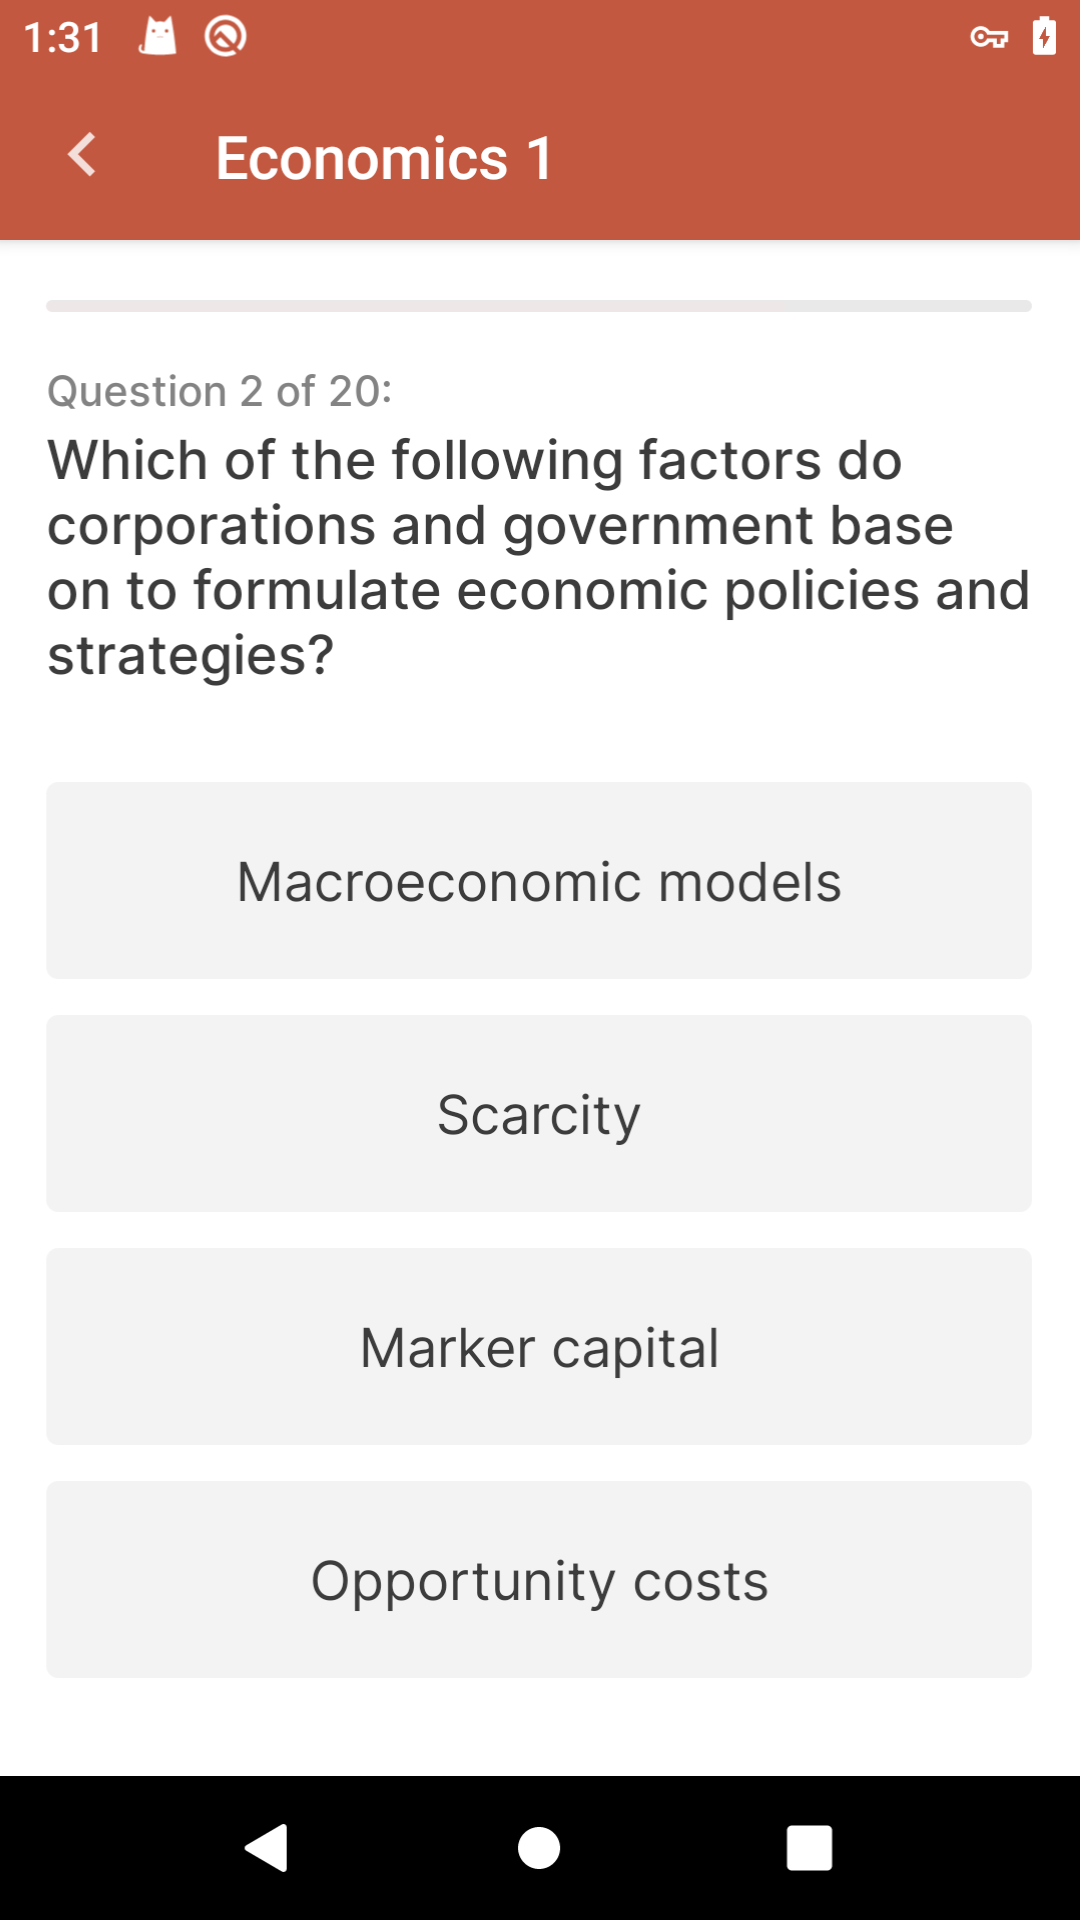 1:31
Economics 1
Question 2 of 20:
Which of the following factors do
corporations and government base
on to formulate economic policies and
strategies?
Macroeconomic models
Scarcity
Marker capital
Opportunity costs